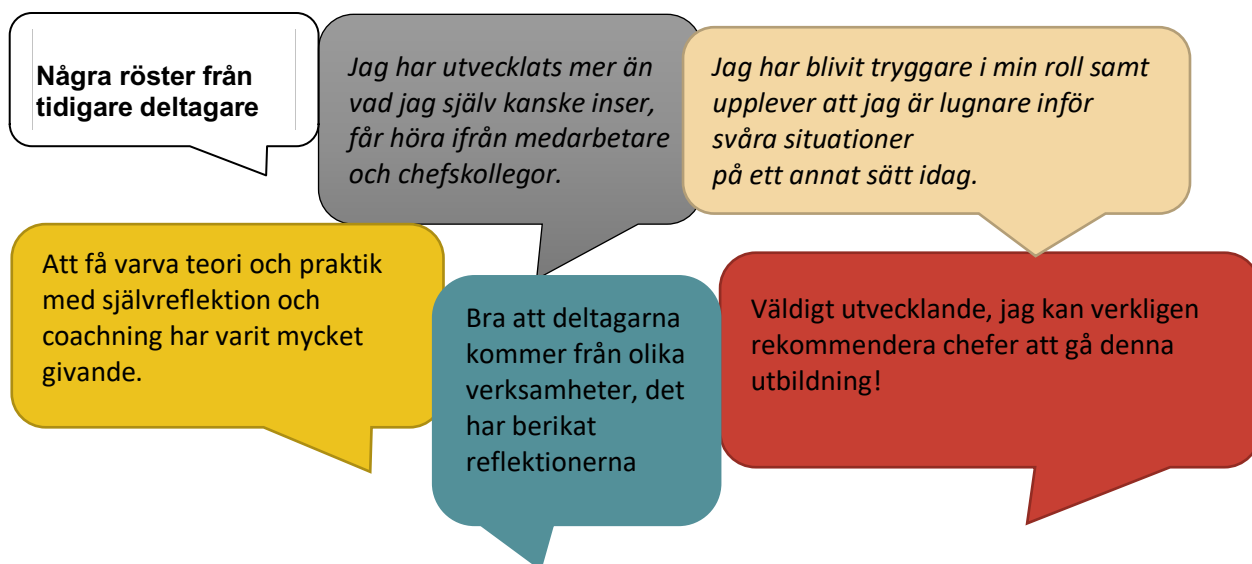 Några röster från
tidigare deltagare
Jag har utvecklats mer än
vad jag själv kanske inser,
får höra ifrån medarbetare
och chefskollegor.
Jag har blivit tryggare i min roll samt
upplever att jag är lugnare inför
svåra situationer
på ett annat sätt idag.
Att få varva teori och praktik
med självreflektion och
coachning har varit mycket
givande.
Bra att deltagarna
kommer från olika
verksamheter, det
har berikat
reflektionerna
Väldigt utvecklande, jag kan verkligen
rekommendera chefer att gå denna
utbildning!